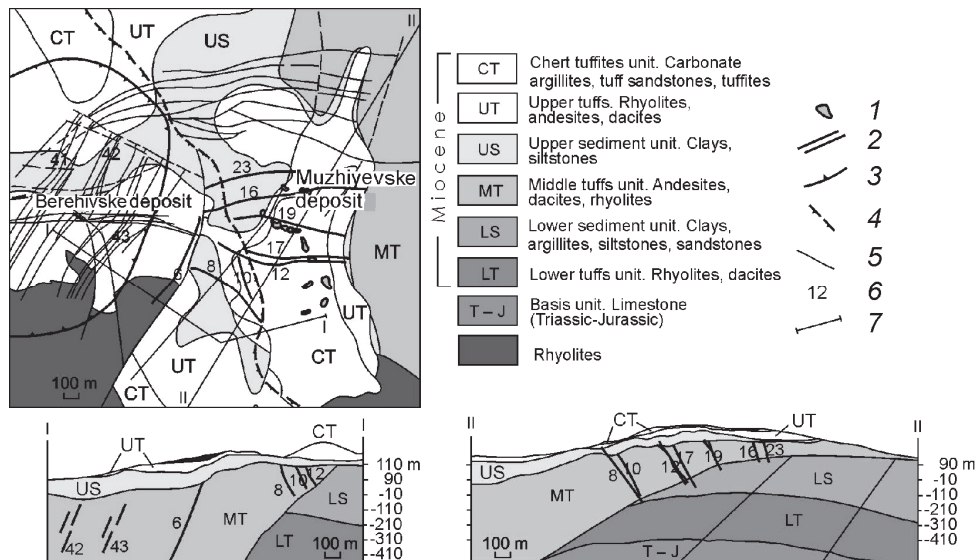 CT
UT
US
II
41
42
23
Muzhiyevske
16
deposit
Berehivske deposit
19
I
43
17
MT
6
8
10
12
I
UT
UT
CT
100 m
CT
II
Miocene
CT
Chert tuffites unit. Carbonate
argillites, tuff sandstones, tuffites
UT
Upper tuffs. Rhyolites,
andesites, dacites
US
Upper sediment unit. Clays,
siltstones
MT
Middle tuffs unit. Andesites,
dacites, rhyolites
LS
Lower sediment unit. Clays,
argillites, siltstones, sandstones
LT
Lower tuffs unit. Rhyolites, dacites
T – J
Basis unit. Limestone
(Triassic-Jurassic)
Rhyolites
1
2
3
4
5
12 6
7
I
UT
CT
I
US
8
10
12
110 m
90
-10
-110
-210
-310
-410
LS
MT
6
42
43
LT
100 m
II
CT
UT
II
US
8
10
12
17
19
16
23
90 m
-10
-110
-210
-310
-410
MT
LS
LT
100 m
T – J